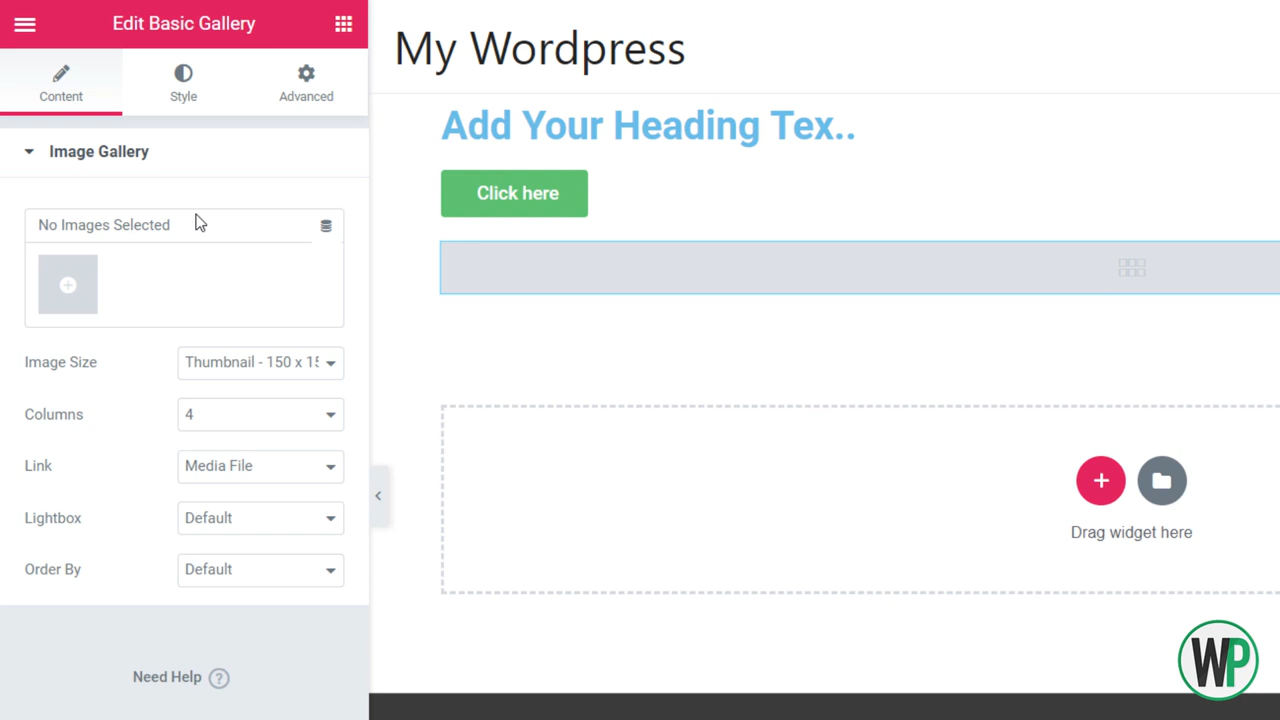 Edit Basic Gallery
Content
Style
Advanced
Image Gallery
No Images Selected
Image Size
Thumbnail - 150 x 15
Columns
4
Link
Media File
Lightbox
Default
Order By
Default
Need Help ?
My Wordpress
Add Your Heading Tex..
Click here
Drag widget here
WP